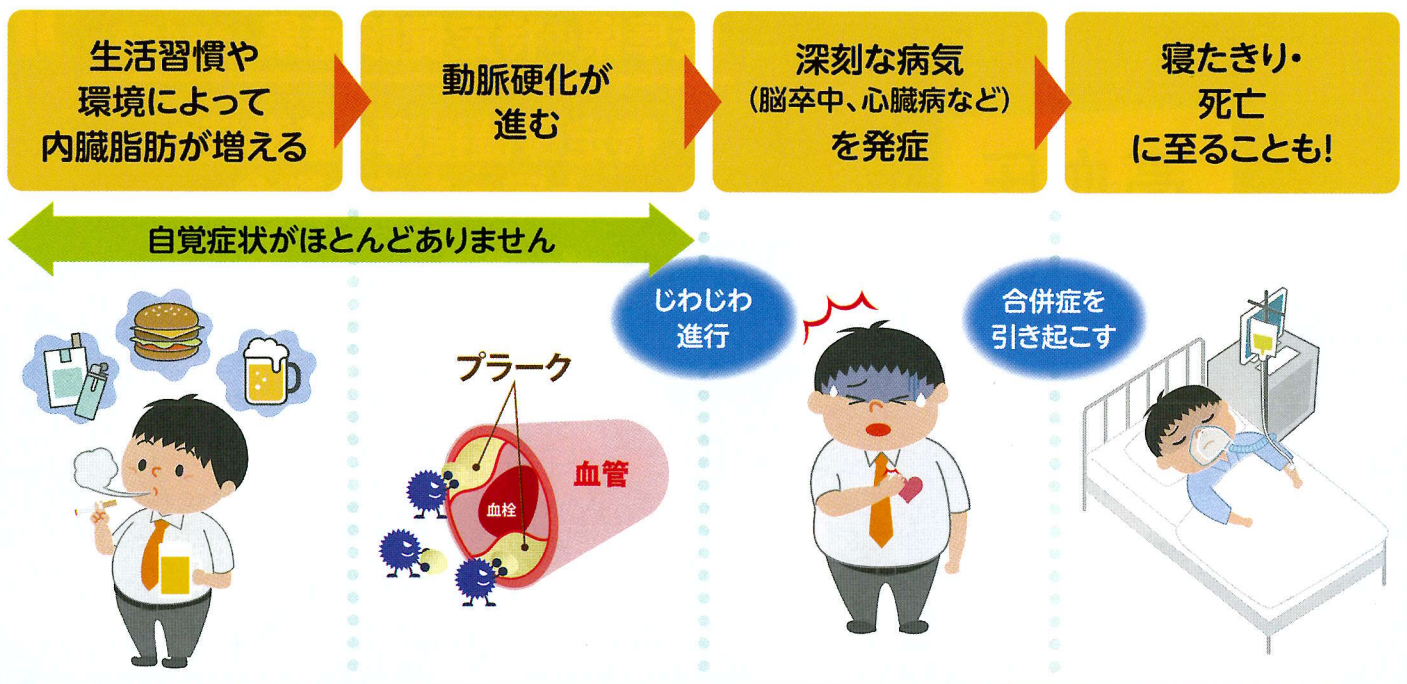 生活習慣や
環境によって
内臓脂肪が増える
動脈硬化が
進む
深刻な病気
(脳卒中、心臓病など)
を発症
寝たきり・
死亡
に至ることも!
自覚症状がほとんどありません
じわじわ
進行
合併症を
引き起こす
プラーク
血管
血栓